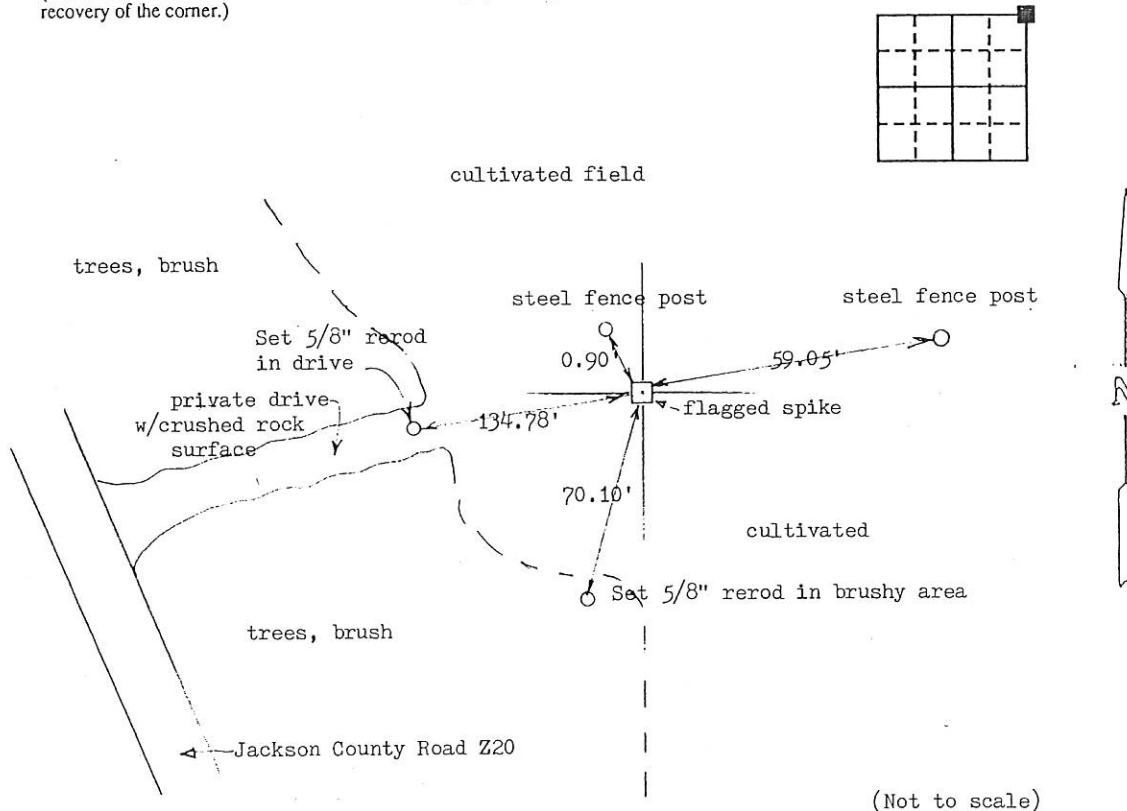 recovery of the corner.)
cultivated field
trees, brush
steel fence post
steel fence post
Set 5/8" rerod
in drive
0.90'
59.05'
private drive
w/crushed rock
surface
134.78'
flagged spike
N
70.10'
cultivated
Set 5/8" rerod in brushy area
trees, brush
Jackson County Road Z20
(Not to scale)